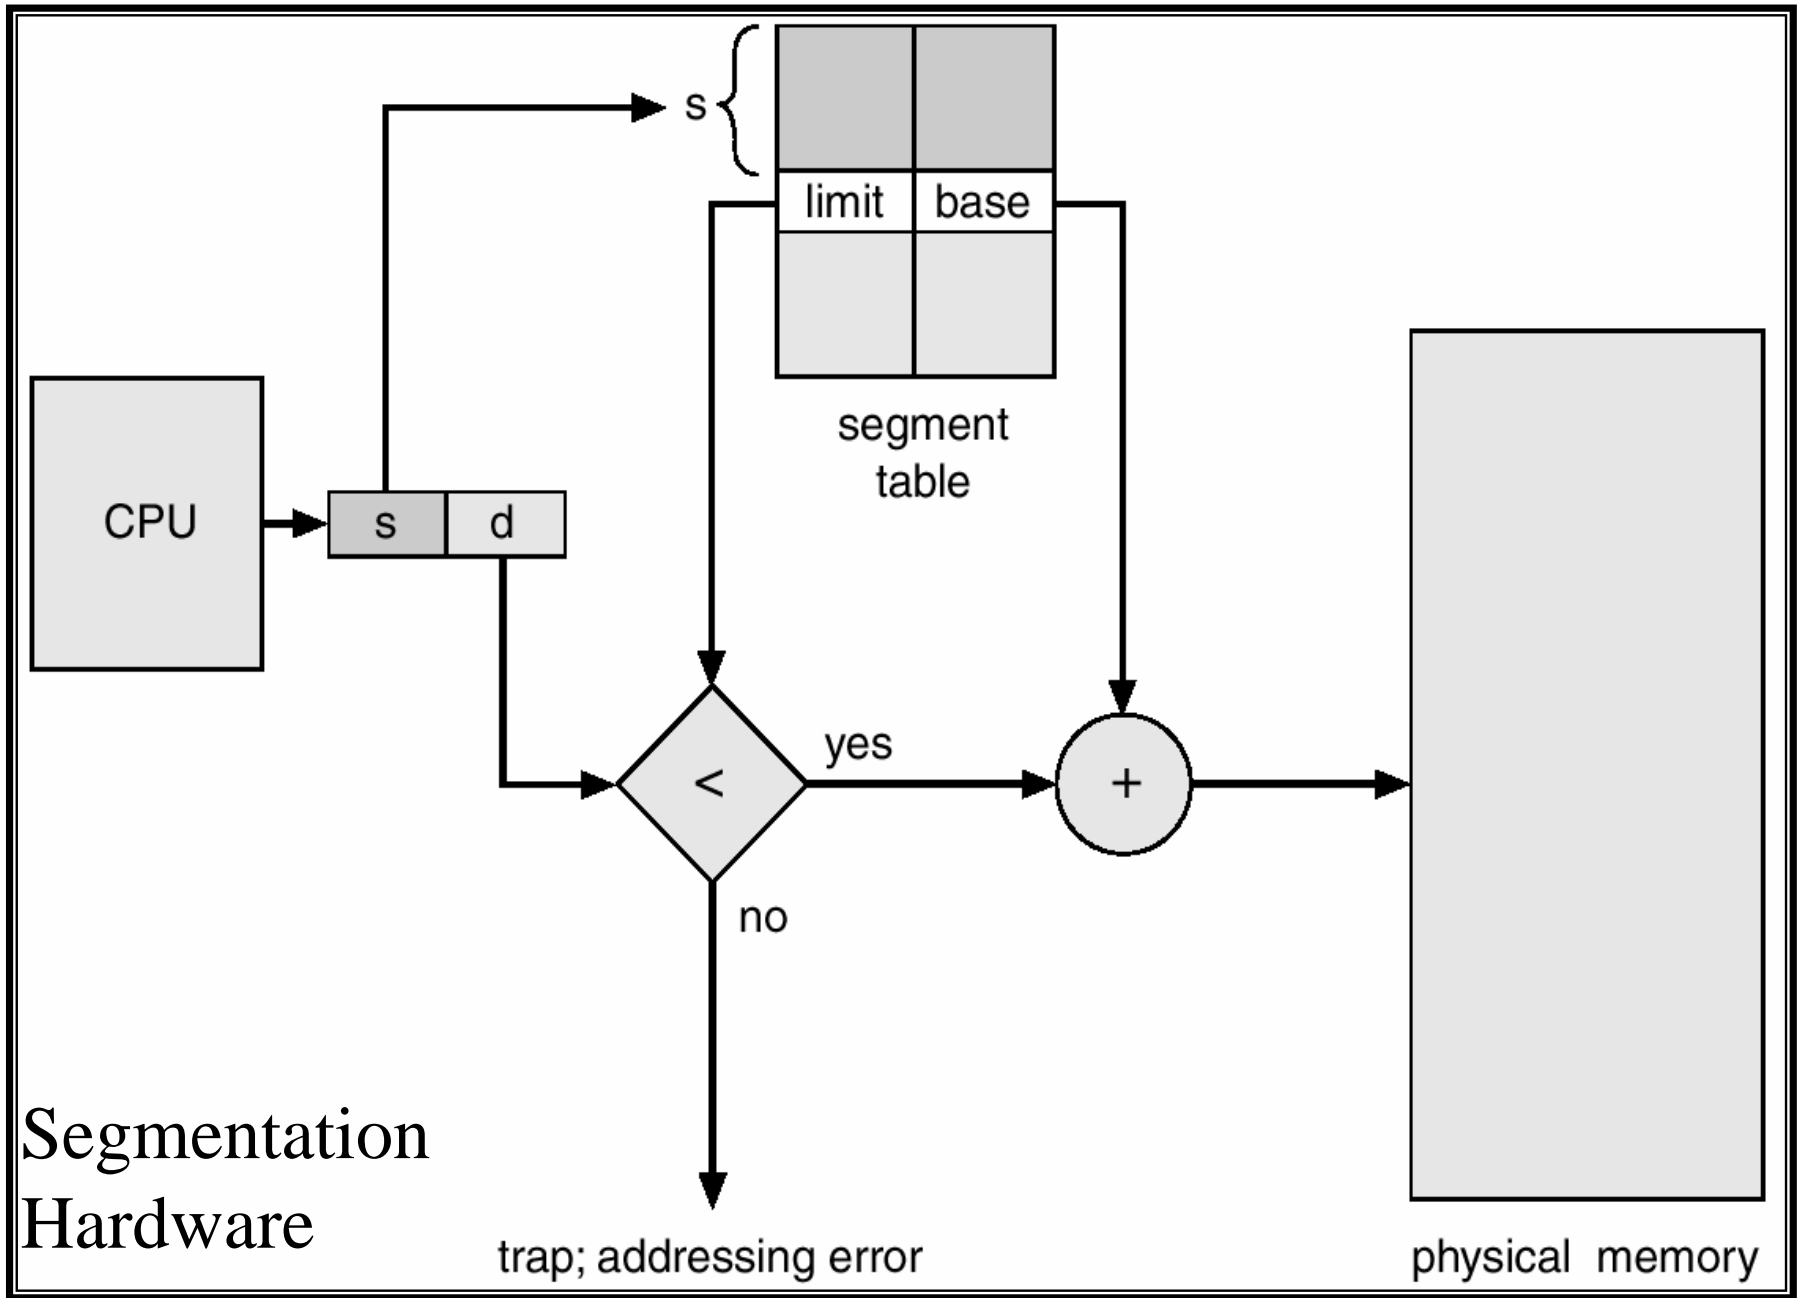 s
limit base
segment
table
CPU
s d
yes
<
+
no
Segmentation
Hardware
trap; addressing error
physical memory